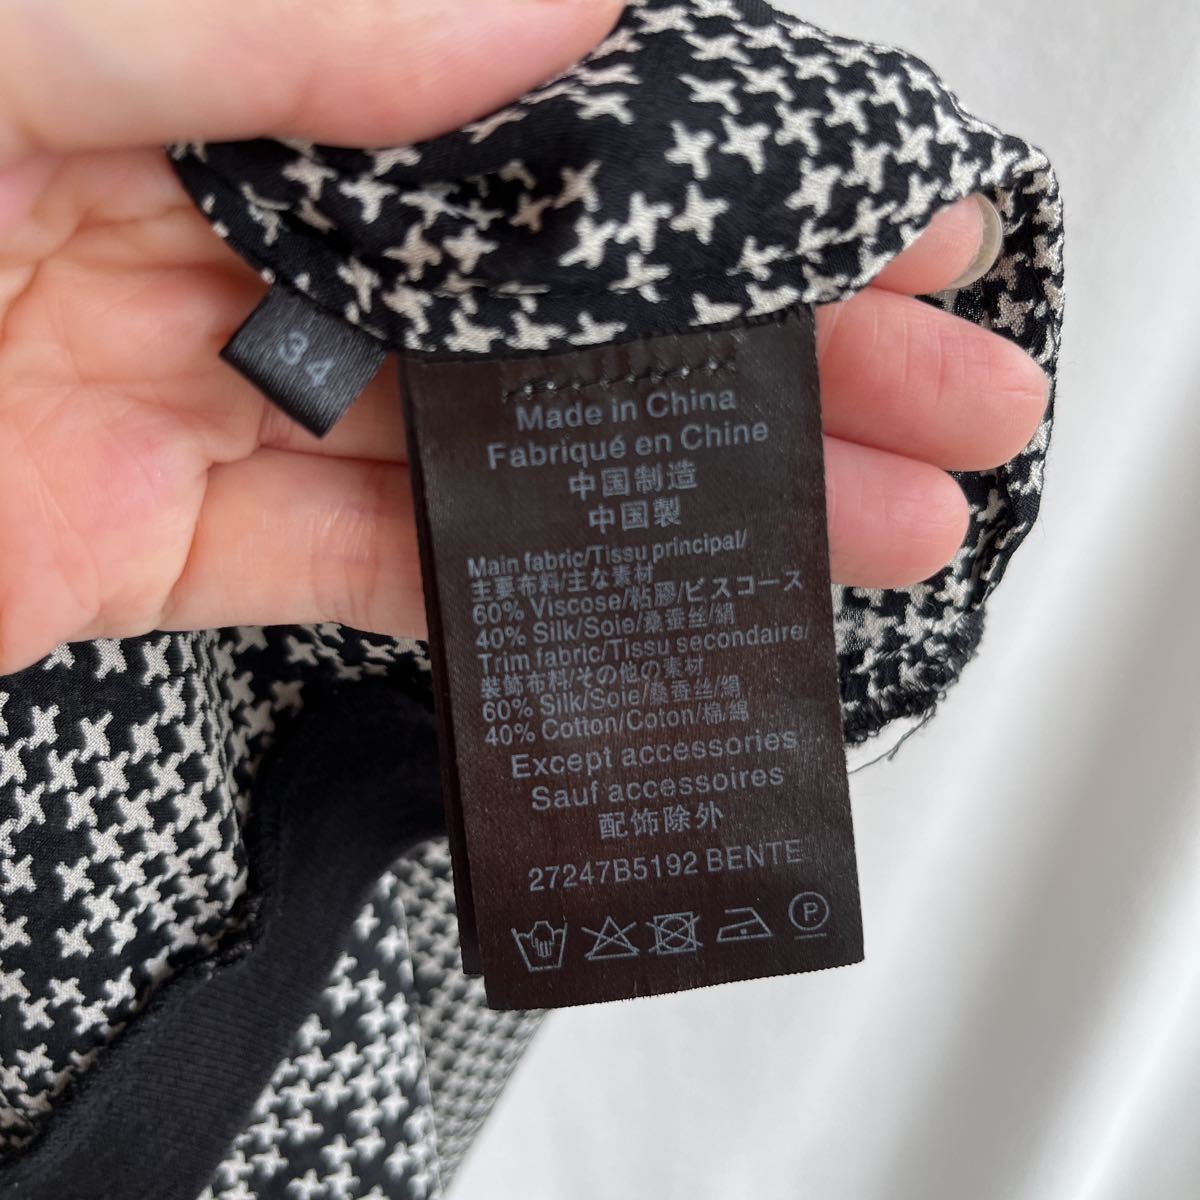 34
Made in China
Fabriqué en Chine
中国制造
中国製
Main fabric/Tissu principal/
主要布料/主な素材
60% Viscose/粘膠/ビスコース
40% Silk/Soie/桑蚕丝/絹
Trim fabric/Tissu secondaire/
装飾布料/その他の素材
60% Silk/Soie/桑蚕丝/絹
40% Cotton/Coton/棉/綿
Except accessories
Sauf accessoires
配饰除外
27247B5192 BENTE
P